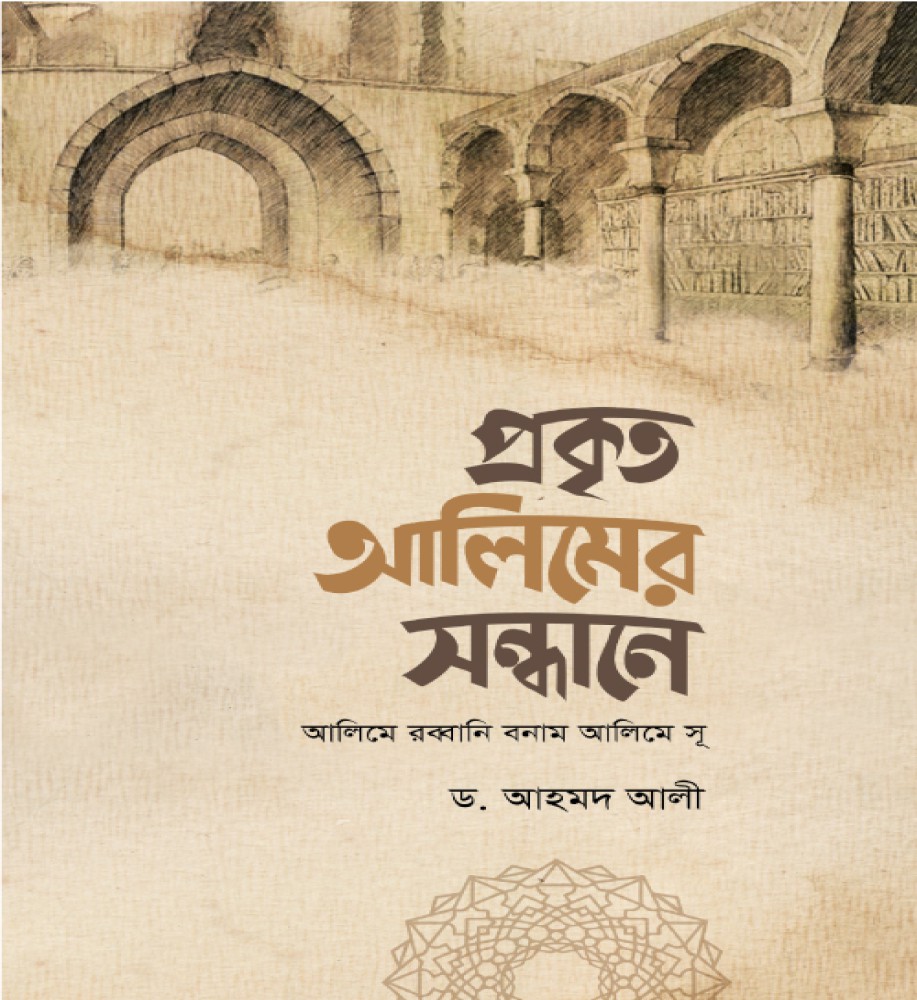 প্রকৃত
আলিমের
সন্ধানে
আলিমে রব্বানি বনাম আলিমে সূ
ড. আহমদ আলী